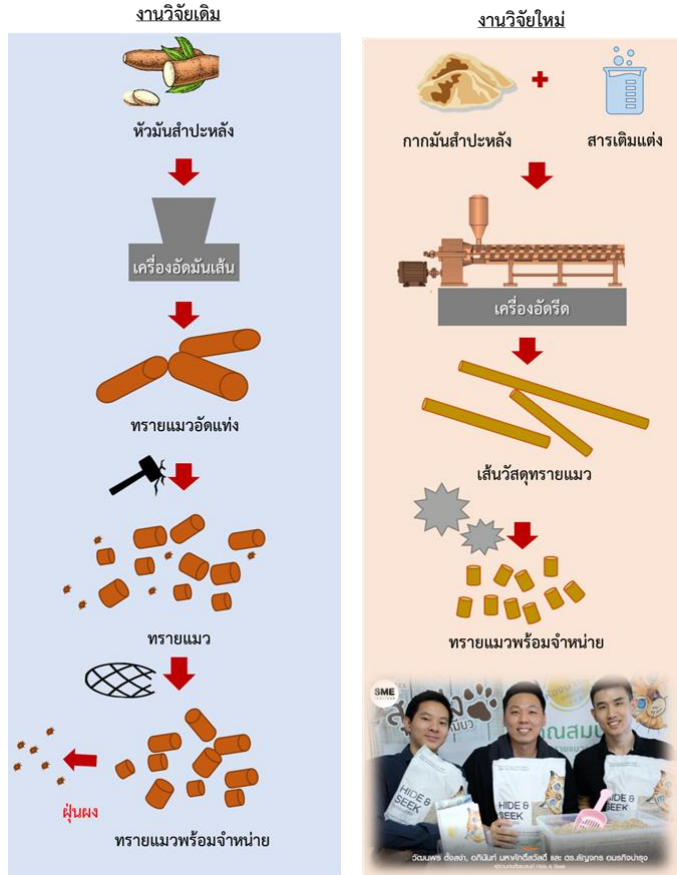 งานวิจัยเดิม
หัวมันสำปะหลัง
เครื่องอัดมันเส้น
ทรายแมวอัดแท่ง
ทรายแมว
ฝุ่นผง
ทรายแมวพร้อมจำหน่าย
งานวิจัยใหม่
กากมันสำปะหลัง
สารเติมแต่ง
เครื่องอัดรีด
เส้นวัสดุทรายแมว
ทรายแมวพร้อมจำหน่าย
SME
HIDE &
SEEK
HIDE &
SEEK
HIDE &
SEEK